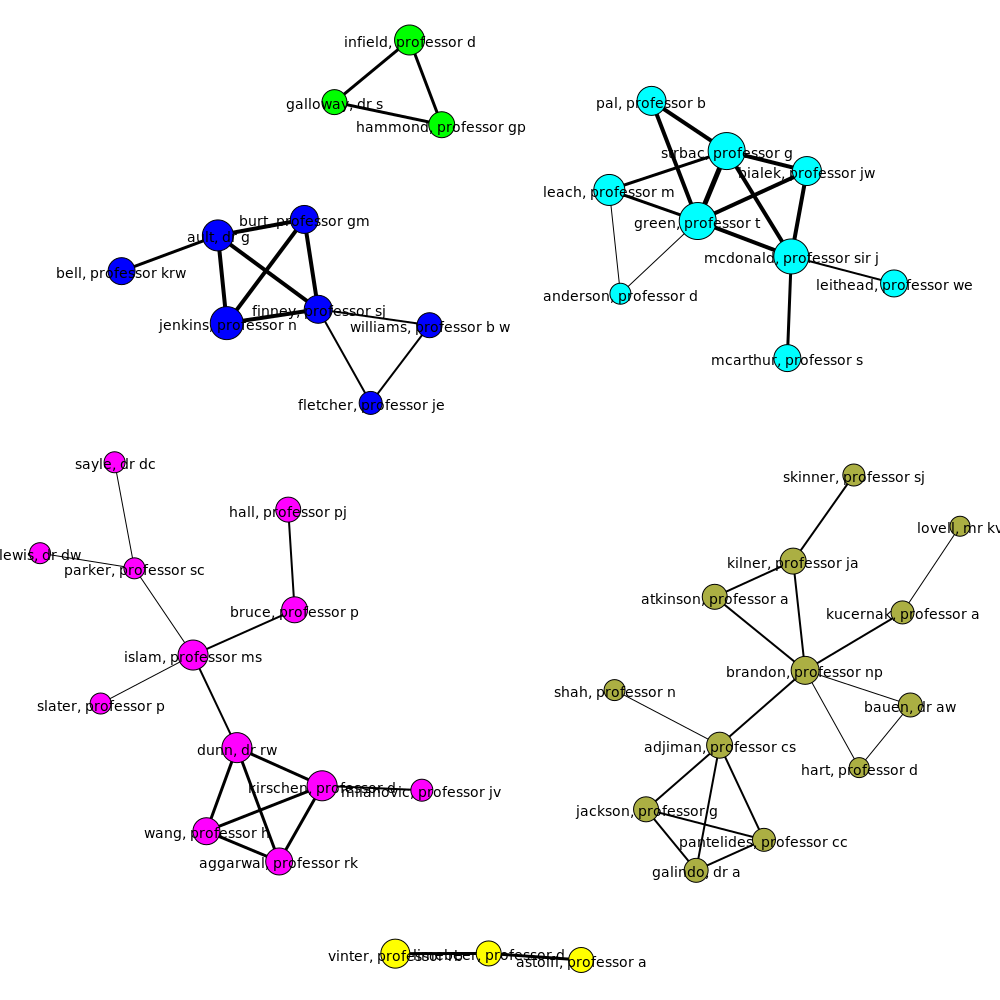 infield, professor d
galloway, dr s
hammond, professor gp
pal, professor b
strbac, professor g
bialek, professor jw
leach, professor m
green, professor t
mcdonald, professor sir j
leithead, professor we
anderson, professor d
mcarthur, professor s
burt, professor gm
ault, dr g
bell, professor krw
finney, professor sj
jenkins, professor n
williams, professor b w
fletcher, professor je
sayle, dr dc
hall, professor pj
lewis, dr dw
parker, professor sc
bruce, professor p
islam, professor ms
slater, professor p
dunn, dr rw
kirschen, professor d
milanovic, professor jv
wang, professor h
aggarwal, professor rk
skinner, professor sj
lovell, mr kv
kilner, professor ja
atkinson, professor a
kucernak, professor a
brandon, professor np
shah, professor n
bauen, dr aw
adjiman, professor cs
hart, professor d
jackson, professor g
pantelides, professor cc
galindo, dr a
vinter, professor rb
limebeer, professor d
astolfi, professor a